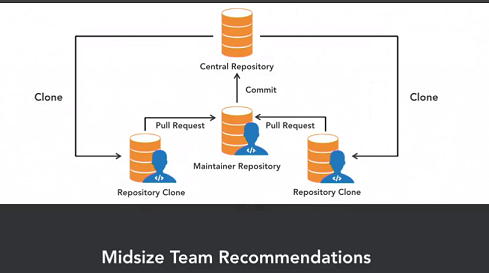 Central Repository
Clone
Commit
Clone
Pull Request
Pull Request
Maintainer Repository
Repository Clone
Repository Clone
</>
</>
</>
Midsize Team Recommendations